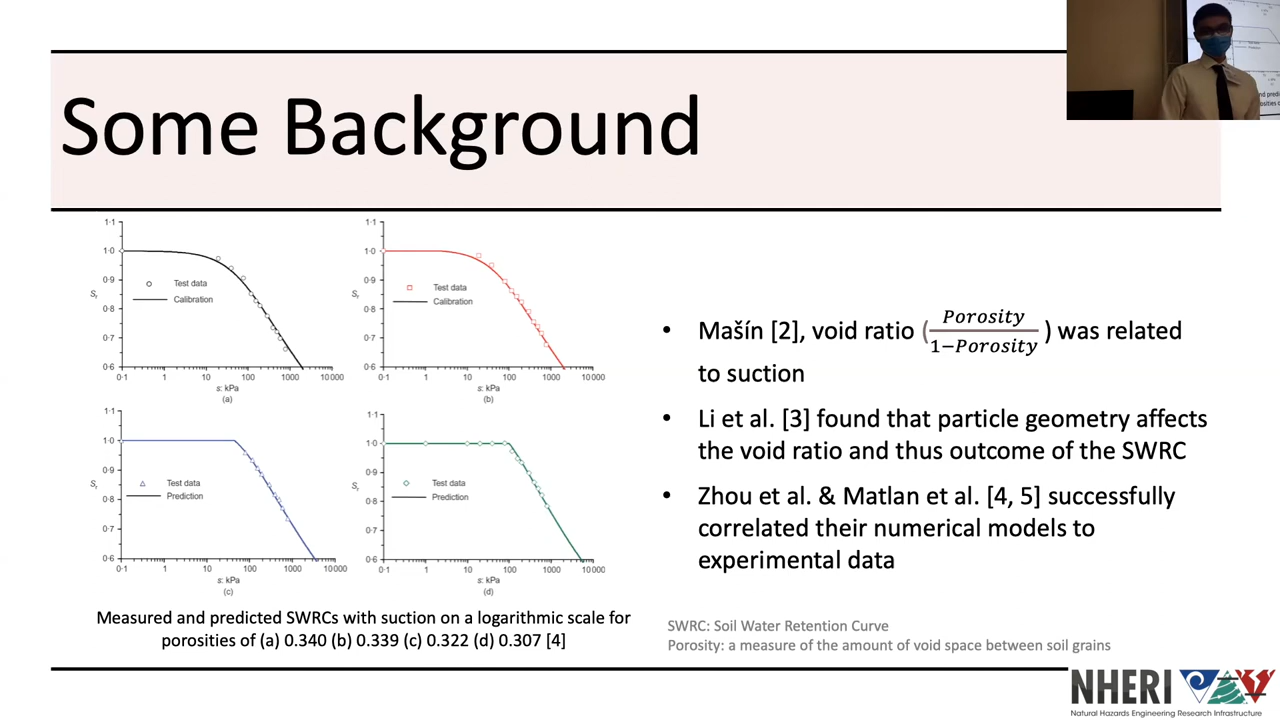 Some Background
1·1
1·0
0·9
Sr
0·8
0·7
0·6
Test data
Calibration
0·1 1 10 100 1000 10 000
s: kPa
(a)
1·1
1·0
0·9
Sr
0·8
0·7
0·6
Test data
Calibration
0·1 1 10 100 1000 10 000
s: kPa
(b)
1·1
1·0
0·9
Sr
0·8
0·7
0·6
Test data
Prediction
0·1 1 10 100 1000 10 000
s: kPa
(c)
1·1
1·0
0·9
Sr
0·8
0·7
0·6
Test data
Prediction
0·1 1 10 100 1000 10 000
s: kPa
(d)
Measured and predicted SWRCs with suction on a logarithmic scale for
porosities of (a) 0.340 (b) 0.339 (c) 0.322 (d) 0.307 [4]
• Mašín [2], void ratio (Porosity/1−Porosity) was related
to suction
• Li et al. [3] found that particle geometry affects
the void ratio and thus outcome of the SWRC
• Zhou et al. & Matlan et al. [4, 5] successfully
correlated their numerical models to
experimental data
SWRC: Soil Water Retention Curve
Porosity: a measure of the amount of void space between soil grains
NHERI
Natural Hazards Engineering Research Infrastructure